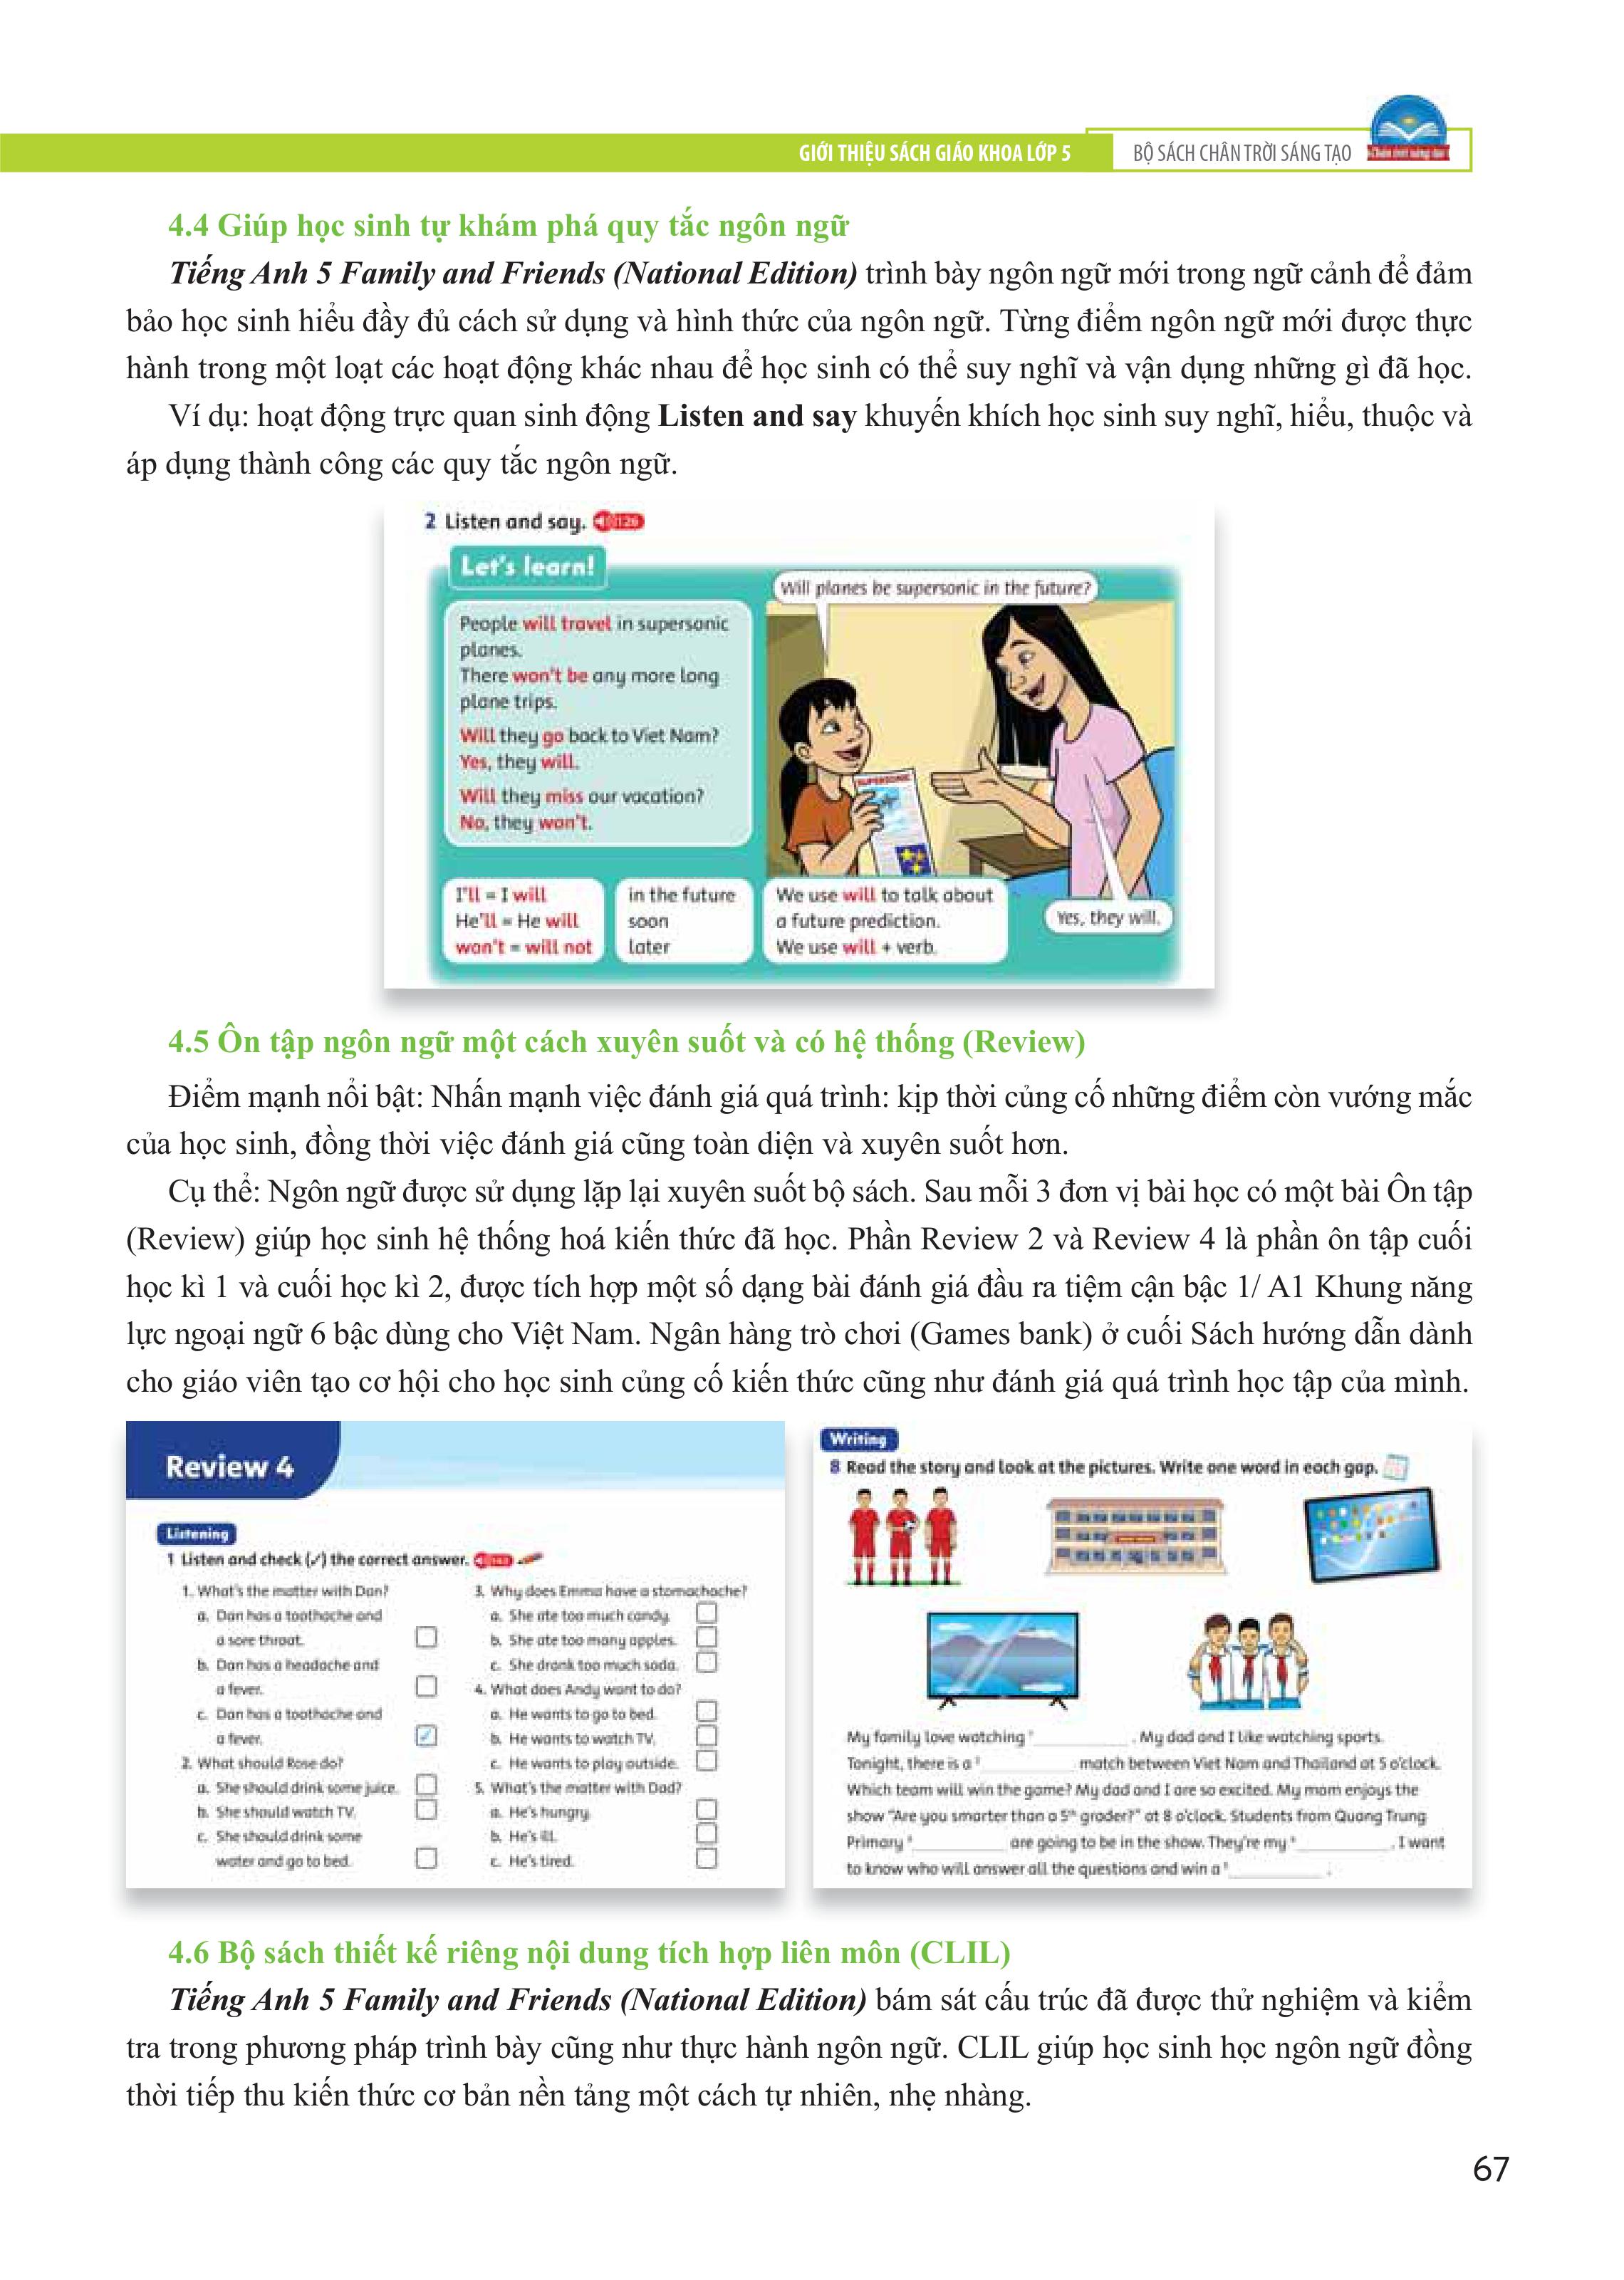 GIỚI THIỆU SÁCH GIÁO KHOA LỚP 5
BỘ SÁCH CHÂN TRỜI SÁNG TẠO
4.4 Giúp học sinh tự khám phá quy tắc ngôn ngữ
Tiếng Anh 5 Family and Friends (National Edition) trình bày ngôn ngữ mới trong ngữ cảnh để đảm
bảo học sinh hiểu đầy đủ cách sử dụng và hình thức của ngôn ngữ. Từng điểm ngôn ngữ mới được thực
hành trong một loạt các hoạt động khác nhau để học sinh có thể suy nghĩ và vận dụng những gì đã học.
Ví dụ: hoạt động trực quan sinh động Listen and say khuyến khích học sinh suy nghĩ, hiểu, thuộc và
áp dụng thành công các quy tắc ngôn ngữ.
2 Listen and say. 126
Let's learn!
People will travel in supersonic
planes.
There won't be any more long
plane trips.
Will they go back to Viet Nam?
Yes, they will.
Will they miss our vacation?
No, they won't.
Will planes be supersonic in the future?
SUPERSONIC
Yes, they will.
I'll = I will
He'll = He will
won't = will not
in the future
soon
later
We use will to talk about
a future prediction.
We use will + verb.
4.5 Ôn tập ngôn ngữ một cách xuyên suốt và có hệ thống (Review)
Điểm mạnh nổi bật: Nhấn mạnh việc đánh giá quá trình: kịp thời củng cố những điểm còn vướng mắc
của học sinh, đồng thời việc đánh giá cũng toàn diện và xuyên suốt hơn.
Cụ thể: Ngôn ngữ được sử dụng lặp lại xuyên suốt bộ sách. Sau mỗi 3 đơn vị bài học có một bài Ôn tập
(Review) giúp học sinh hệ thống hoá kiến thức đã học. Phần Review 2 và Review 4 là phần ôn tập cuối
học kì 1 và cuối học kì 2, được tích hợp một số dạng bài đánh giá đầu ra tiệm cận bậc 1/ A1 Khung năng
lực ngoại ngữ 6 bậc dùng cho Việt Nam. Ngân hàng trò chơi (Games bank) ở cuối Sách hướng dẫn dành
cho giáo viên tạo cơ hội cho học sinh củng cố kiến thức cũng như đánh giá quá trình học tập của mình.
Review 4
Listening
1 Listen and check (✓) the correct answer.
1. What's the matter with Dan?
a. Dan has a toothache and
a sore throat.
b. Dan has a headache and
a fever.
c. Dan has a toothache and
a fever. ✓
2. What should Rose do?
a. She should drink some juice.
b. She should watch TV.
c. She should drink some
water and go to bed.
3. Why does Emma have a stomachache?
a. She ate too much candy.
b. She ate too many apples.
c. She drank too much soda.
4. What does Andy want to do?
a. He wants to go to bed.
b. He wants to watch TV.
c. He wants to play outside.
5. What's the matter with Dad?
a. He's hungry.
b. He's ill.
c. He's tired.
Writing
8 Read the story and look at the pictures. Write one word in each gap.
My family love watching ¹ ________ . My dad and I like watching sports.
Tonight, there is a ² ________ match between Viet Nam and Thailand at 5 o'clock.
Which team will win the game? My dad and I are so excited. My mom enjoys the
show "Are you smarter than a 5th grader?" at 8 o'clock. Students from Quang Trung
Primary ³ ________ are going to be in the show. They're my ⁴ ________ . I want
to know who will answer all the questions and win a ⁵ ________ .
4.6 Bộ sách thiết kế riêng nội dung tích hợp liên môn (CLIL)
Tiếng Anh 5 Family and Friends (National Edition) bám sát cấu trúc đã được thử nghiệm và kiểm
tra trong phương pháp trình bày cũng như thực hành ngôn ngữ. CLIL giúp học sinh học ngôn ngữ đồng
thời tiếp thu kiến thức cơ bản nền tảng một cách tự nhiên, nhẹ nhàng.
67